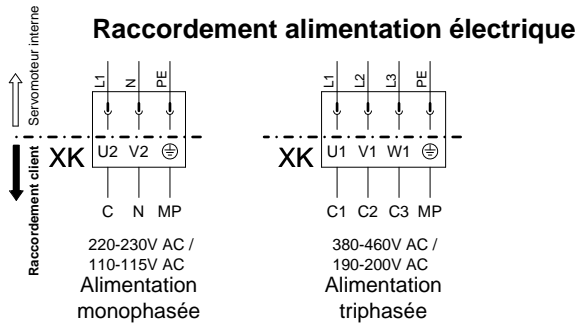 Raccordement alimentation électrique
Servomoteur interne
Raccordement client
L1 N PE
XK U2 V2
C N MP
220-230V AC /
110-115V AC
Alimentation
monophasée
L1 L2 L3 PE
XK U1 V1 W1
C1 C2 C3 MP
380-460V AC /
190-200V AC
Alimentation
triphasée